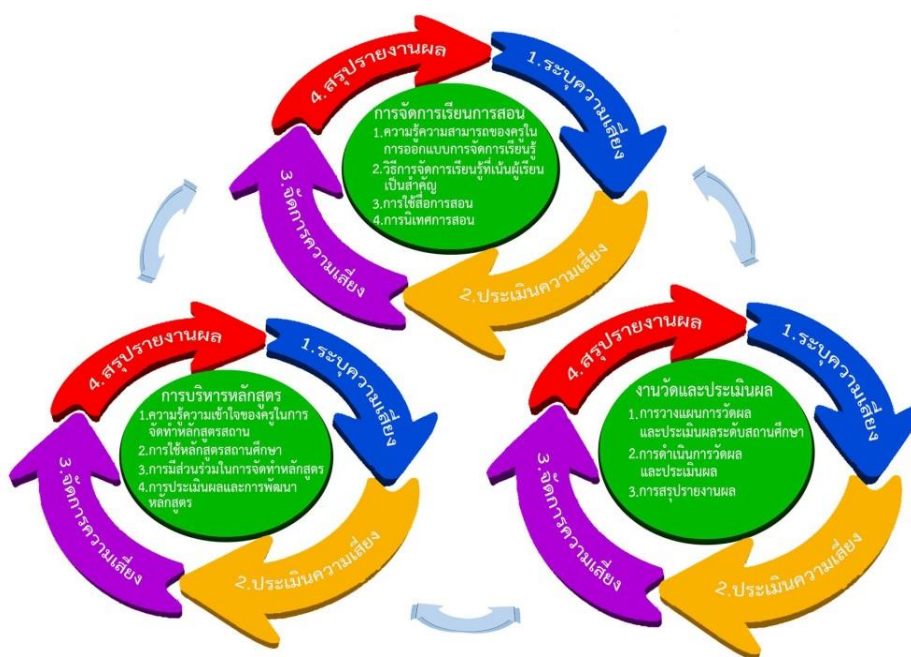 4.สรุปรายงานผล
1.ระบุความเสี่ยง
2.ประเมินความเสี่ยง
3.จัดการความเสี่ยง
การจัดการเรียนการสอน
1.ความรู้ความสามารถของครูใน
การออกแบบการจัดการเรียนรู้
2.วิธีการจัดการเรียนรู้ที่เน้นผู้เรียน
เป็นสำคัญ
3.การใช้สื่อการสอน
4.การนิเทศการสอน
4.สรุปรายงานผล
1.ระบุความเสี่ยง
2.ประเมินความเสี่ยง
3.จัดการความเสี่ยง
การบริหารหลักสูตร
1.ความรู้ความเข้าใจของครูในการ
จัดทำหลักสูตรสถาน
2.การใช้หลักสูตรสถานศึกษา
3.การมีส่วนร่วมในการจัดทำหลักสูตร
4.การประเมินผลและการพัฒนา
หลักสูตร
4.สรุปรายงานผล
1.ระบุความเสี่ยง
2.ประเมินความเสี่ยง
3.จัดการความเสี่ยง
งานวัดและประเมินผล
1.การวางแผนการวัดผล
และประเมินผลระดับสถานศึกษา
2.การดำเนินการวัดผล
และประเมินผล
3.การสรุปรายงานผล